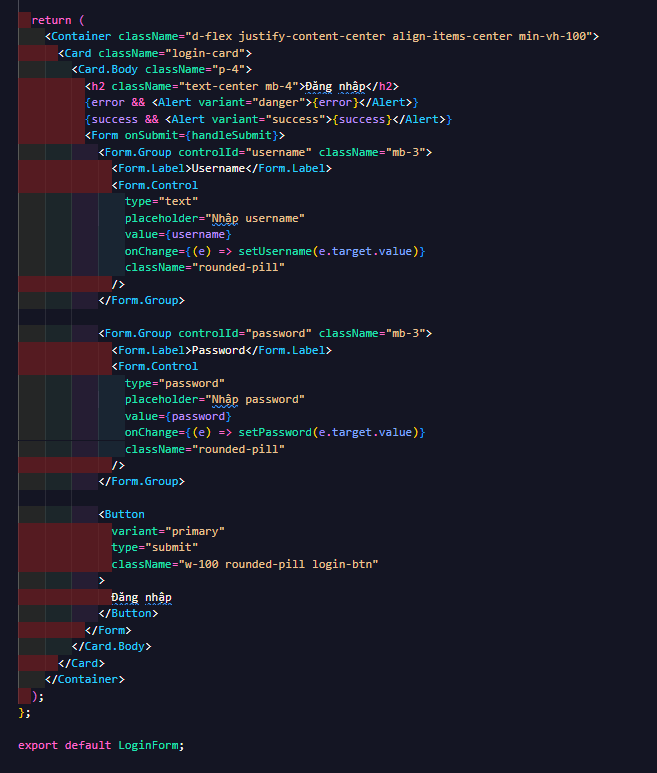 return (
<Container className="d-flex justify-content-center align-items-center min-vh-100">
<Card className="login-card">
<Card.Body className="p-4">
<h2 className="text-center mb-4">Đăng nhập</h2>
{error && <Alert variant="danger">{error}</Alert>}
{success && <Alert variant="success">{success}</Alert>}
<Form onSubmit={handleSubmit}>
<Form.Group controlId="username" className="mb-3">
<Form.Label>Username</Form.Label>
<Form.Control
type="text"
placeholder="Nhập username"
value={username}
onChange={(e) => setUsername(e.target.value)}
className="rounded-pill"
/>
</Form.Group>
<Form.Group controlId="password" className="mb-3">
<Form.Label>Password</Form.Label>
<Form.Control
type="password"
placeholder="Nhập password"
value={password}
onChange={(e) => setPassword(e.target.value)}
className="rounded-pill"
/>
</Form.Group>
<Button
variant="primary"
type="submit"
className="w-100 rounded-pill login-btn"
>
Đăng nhập
</Button>
</Form>
</Card.Body>
</Card>
</Container>
);
};
export default LoginForm;